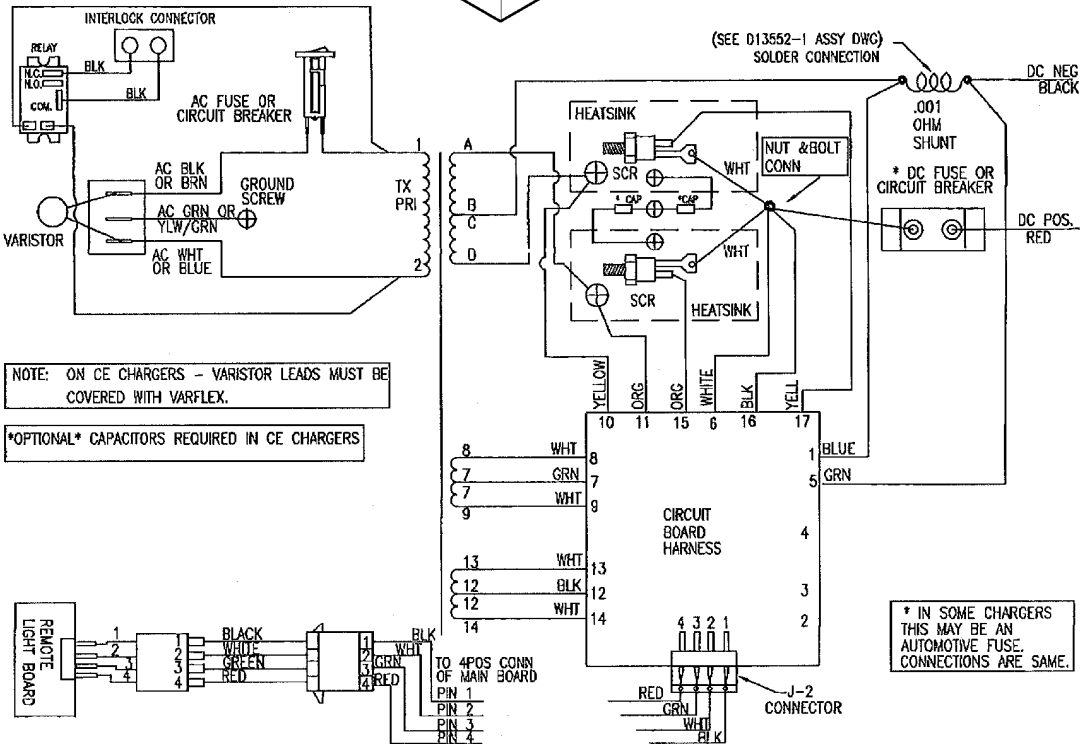 INTERLOCK CONNECTOR
RELAY
N.C.
N.O.
COM.
BLK
BLK
AC FUSE OR
CIRCUIT BREAKER
AC BLK
OR BRN
AC GRN OR
YLW/GRN
AC WHT
OR BLUE
GROUND
SCREW
VARISTOR
1
2
TX
PRI
A
B
C
D
(SEE D13552-1 ASSY DWG)
SOLDER CONNECTION
HEATSINK
SCR
WHT
* CAP
*CAP
WHT
SCR
HEATSINK
NUT &BOLT
CONN
.001
OHM
SHUNT
DC NEG
BLACK
* DC FUSE OR
CIRCUIT BREAKER
DC POS.
RED
NOTE: ON CE CHARGERS - VARISTOR LEADS MUST BE
COVERED WITH VARFLEX.
*OPTIONAL* CAPACITORS REQUIRED IN CE CHARGERS
YELLOW
ORG
ORG
WHITE
BLK
YELL
10 11 15 6 16 17
8 WHT 8
7 GRN 7
7 WHT 9
9
13 WHT 13
12 BLK 12
12 WHT 14
14
1 BLUE
5 GRN
4
3
2
CIRCUIT
BOARD
HARNESS
4 3 2 1
J-2
CONNECTOR
RED
GRN
WHT
BLK
REMOTE
LIGHT BOARD
1
2
3
4
1 BLACK 1 BLK
2 WHITE 2 WHT
3 GREEN 3 GRN
4 RED 4 RED
TO 4POS CONN
OF MAIN BOARD
PIN 1
PIN 2
PIN 3
PIN 4
* IN SOME CHARGERS
THIS MAY BE AN
AUTOMOTIVE FUSE.
CONNECTIONS ARE SAME.